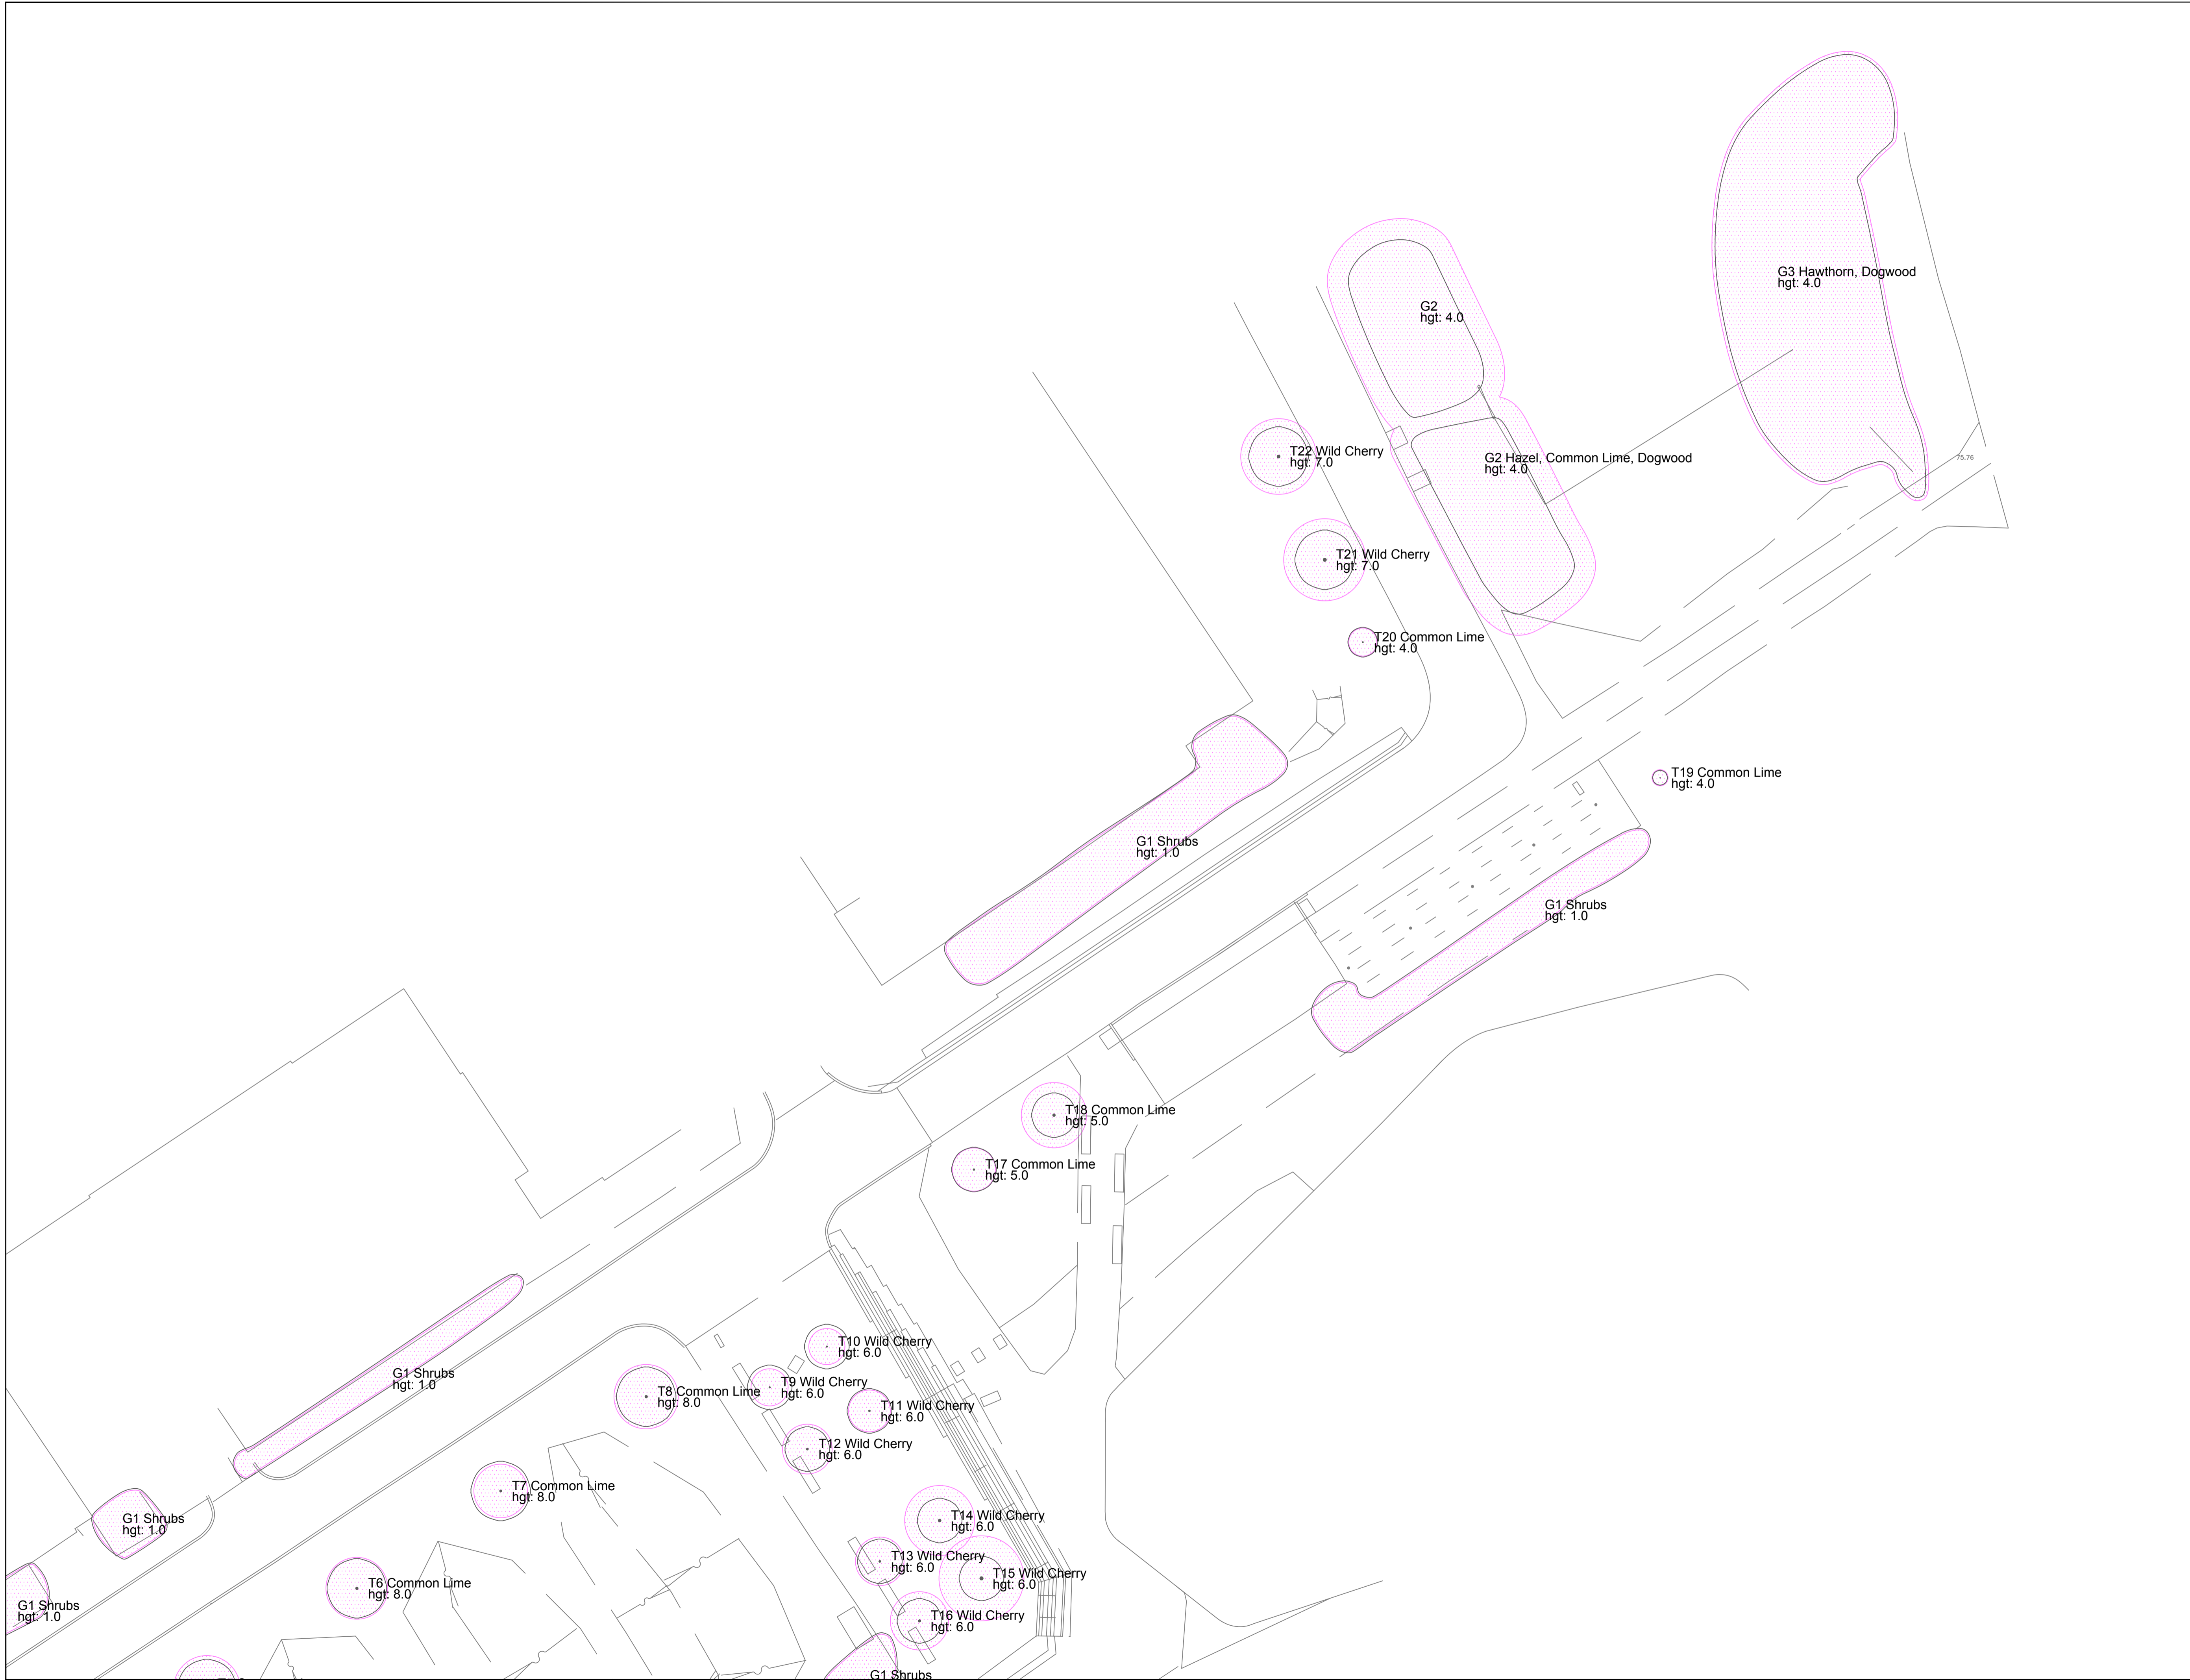 G3 Hawthorn, Dogwood
hgt: 4.0
G2
hgt: 4.0
T22 Wild Cherry
hgt: 7.0
G2 Hazel, Common Lime, Dogwood
hgt: 4.0
75.76
T21 Wild Cherry
hgt: 7.0
T20 Common Lime
hgt: 4.0
T19 Common Lime
hgt: 4.0
G1 Shrubs
hgt: 1.0
G1 Shrubs
hgt: 1.0
T18 Common Lime
hgt: 5.0
T17 Common Lime
hgt: 5.0
T10 Wild Cherry
hgt: 6.0
G1 Shrubs
hgt: 1.0
T9 Wild Cherry
hgt: 6.0
T8 Common Lime
hgt: 8.0
T11 Wild Cherry
hgt: 6.0
T12 Wild Cherry
hgt: 6.0
T7 Common Lime
hgt: 8.0
T14 Wild Cherry
hgt: 6.0
G1 Shrubs
hgt: 1.0
T13 Wild Cherry
hgt: 6.0
T15 Wild Cherry
hgt: 6.0
T6 Common Lime
hgt: 8.0
G1 Shrubs
hgt: 1.0
T16 Wild Cherry
hgt: 6.0
G1 Shrubs